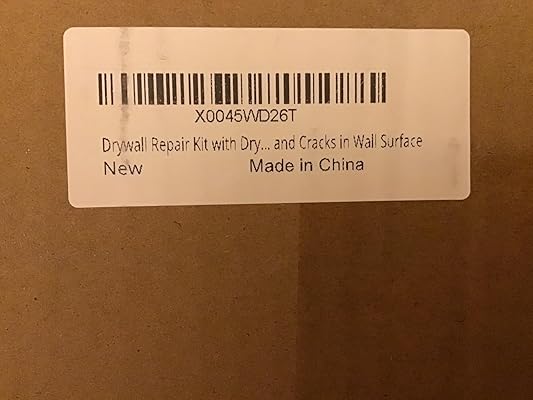 X0045WD26T
Drywall Repair Kit with Dry... and Cracks in Wall Surface
New Made in China